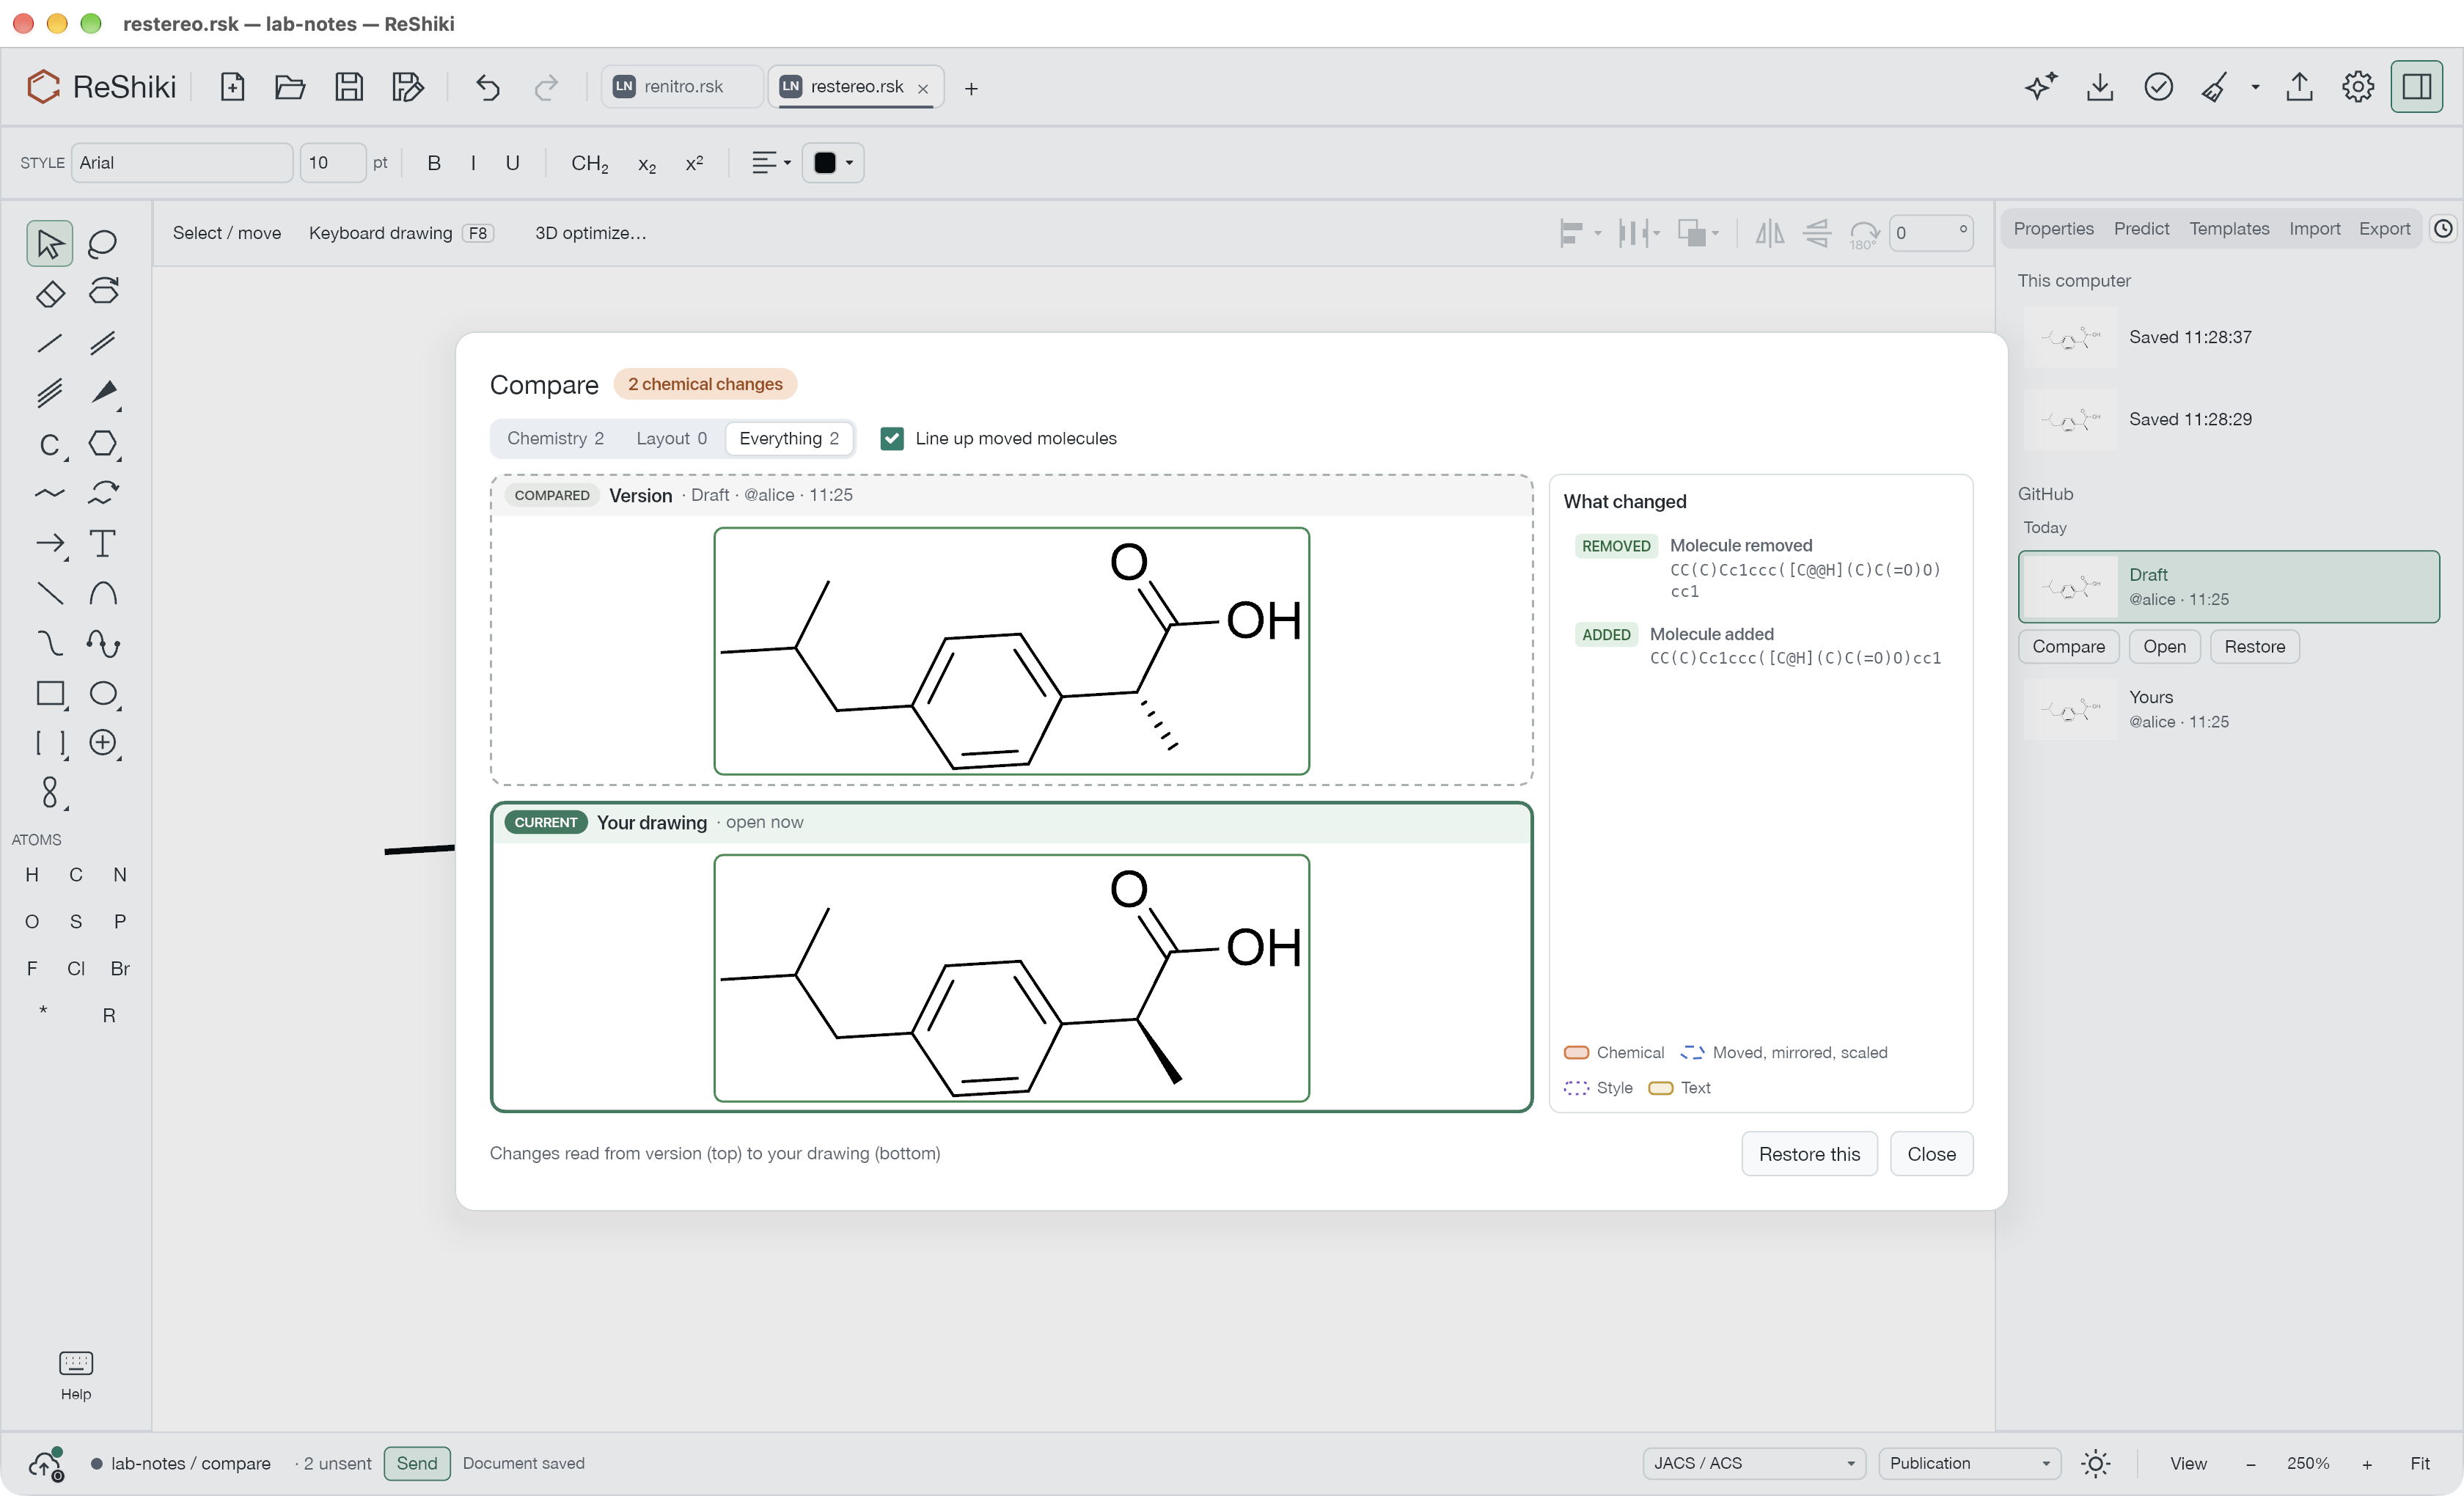 restereo.rsk — lab-notes — ReShiki
ReShiki
LN renitro.rsk
LN restereo.rsk ×
+
STYLE Arial 10 pt B I U CH₂ x₂ x²
Select / move Keyboard drawing F8 3D optimize…
180° 0 °
Properties Predict Templates Import Export
This computer
Saved 11:28:37
Saved 11:28:29
GitHub
Today
Draft
@alice · 11:25
Compare Open Restore
Yours
@alice · 11:25
Compare 2 chemical changes
Chemistry 2 Layout 0 Everything 2 Line up moved molecules
COMPARED Version · Draft · @alice · 11:25
O
OH
CURRENT Your drawing · open now
O
OH
What changed
REMOVED Molecule removed
CC(C)Cc1ccc([C@@H](C)C(=O)O)
cc1
ADDED Molecule added
CC(C)Cc1ccc([C@H](C)C(=O)O)cc1
Chemical Moved, mirrored, scaled
Style Text
Changes read from version (top) to your drawing (bottom)
Restore this Close
C
T
[ ]
ATOMS
H C N
O S P
F Cl Br
* R
Help
lab-notes / compare · 2 unsent Send Document saved
JACS / ACS Publication View − 250% + Fit